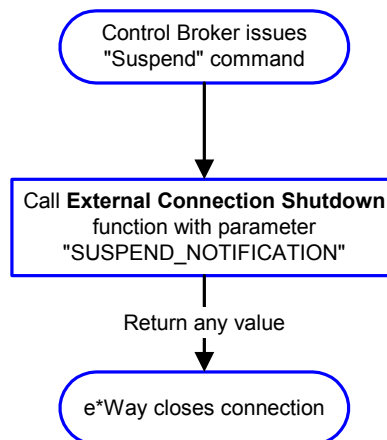 Control Broker issues
"Suspend" command
Call External Connection Shutdown
function with parameter
"SUSPEND_NOTIFICATION"
Return any value
e*Way closes connection